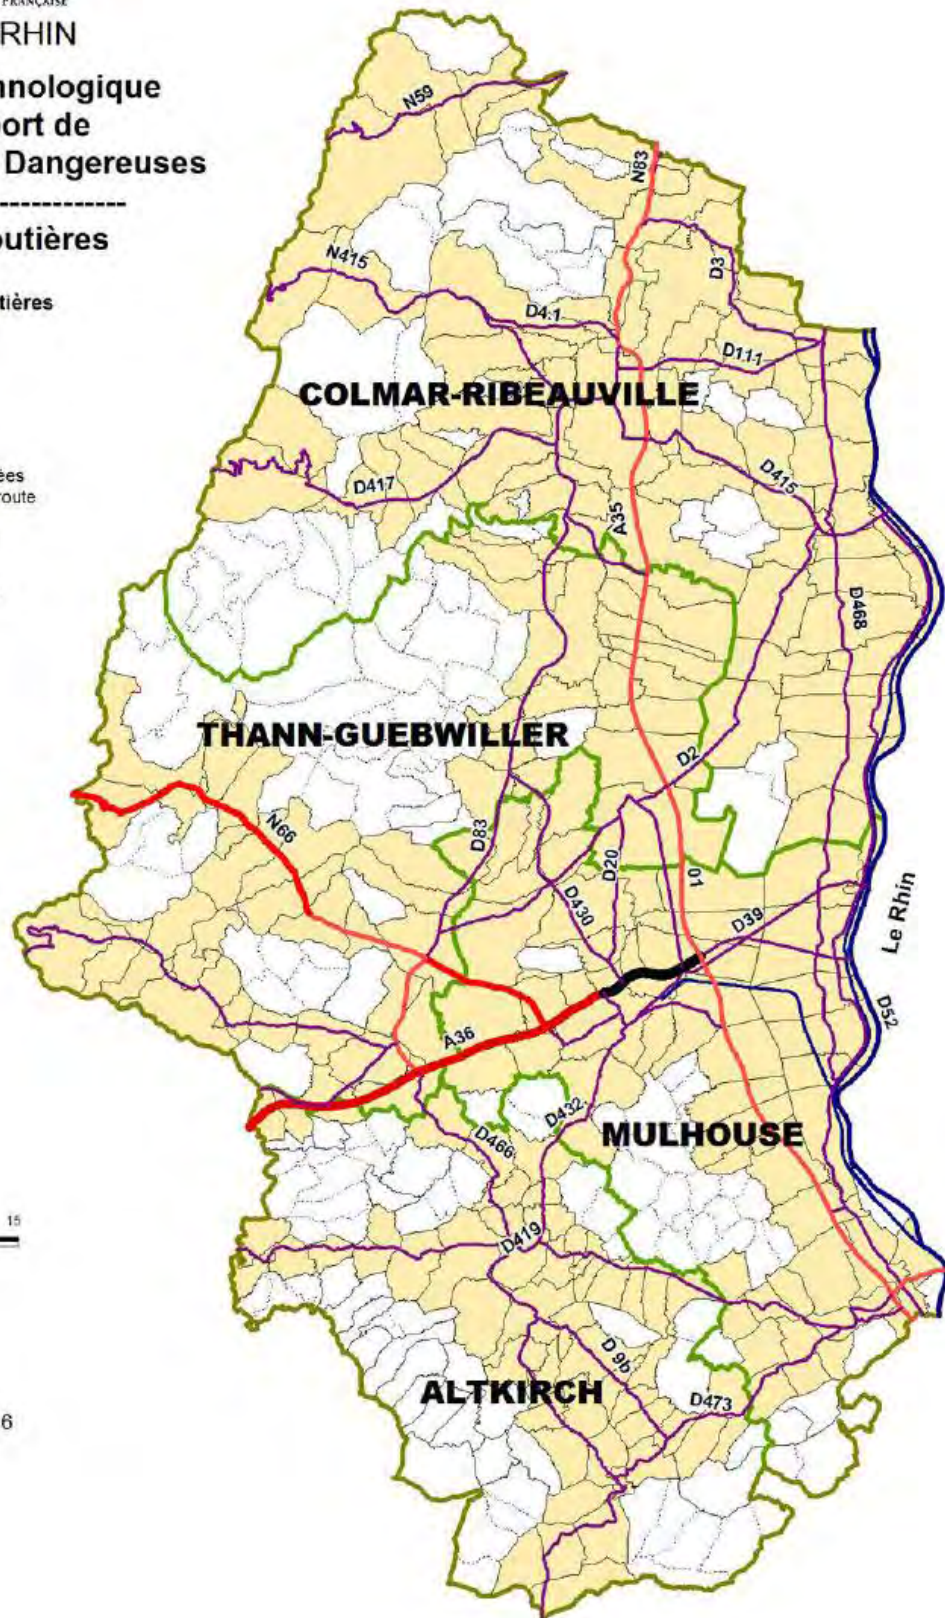 FRANÇAISE
RHIN
nologique
ort de
Dangereuses
------------
outières
tières
ées
route
15
6
N59
N83
D3
N415
D4.1
D111
COLMAR-RIBEAUVILLE
D417
D415
A35
D468
THANN-GUEBWILLER
D2
N66
D83
D20
D430
01
D39
Le Rhin
D52
A36
D432
D466
MULHOUSE
D419
D 9b
ALTKIRCH
D473